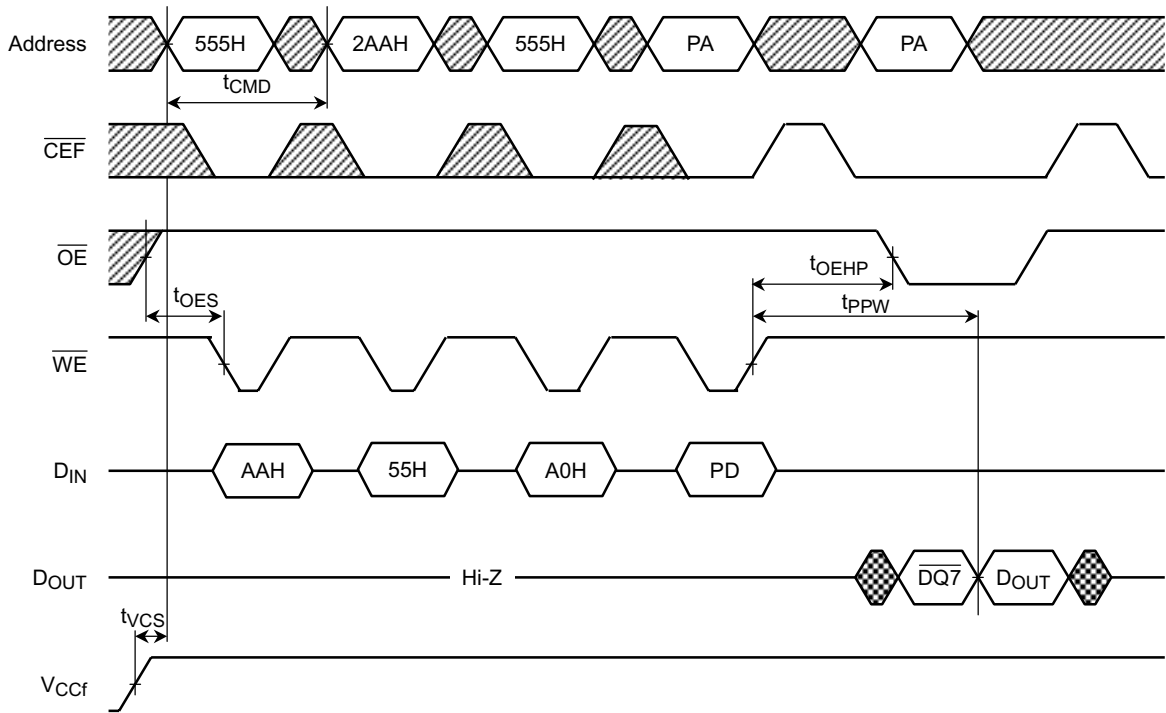 Address 555H 2AAH 555H PA PA
tCMD
CEF
OE
tOEHP
tOES
tPPW
WE
DIN AAH 55H A0H PD
DOUT Hi-Z DQ7 DOUT
tVCS
VCCf